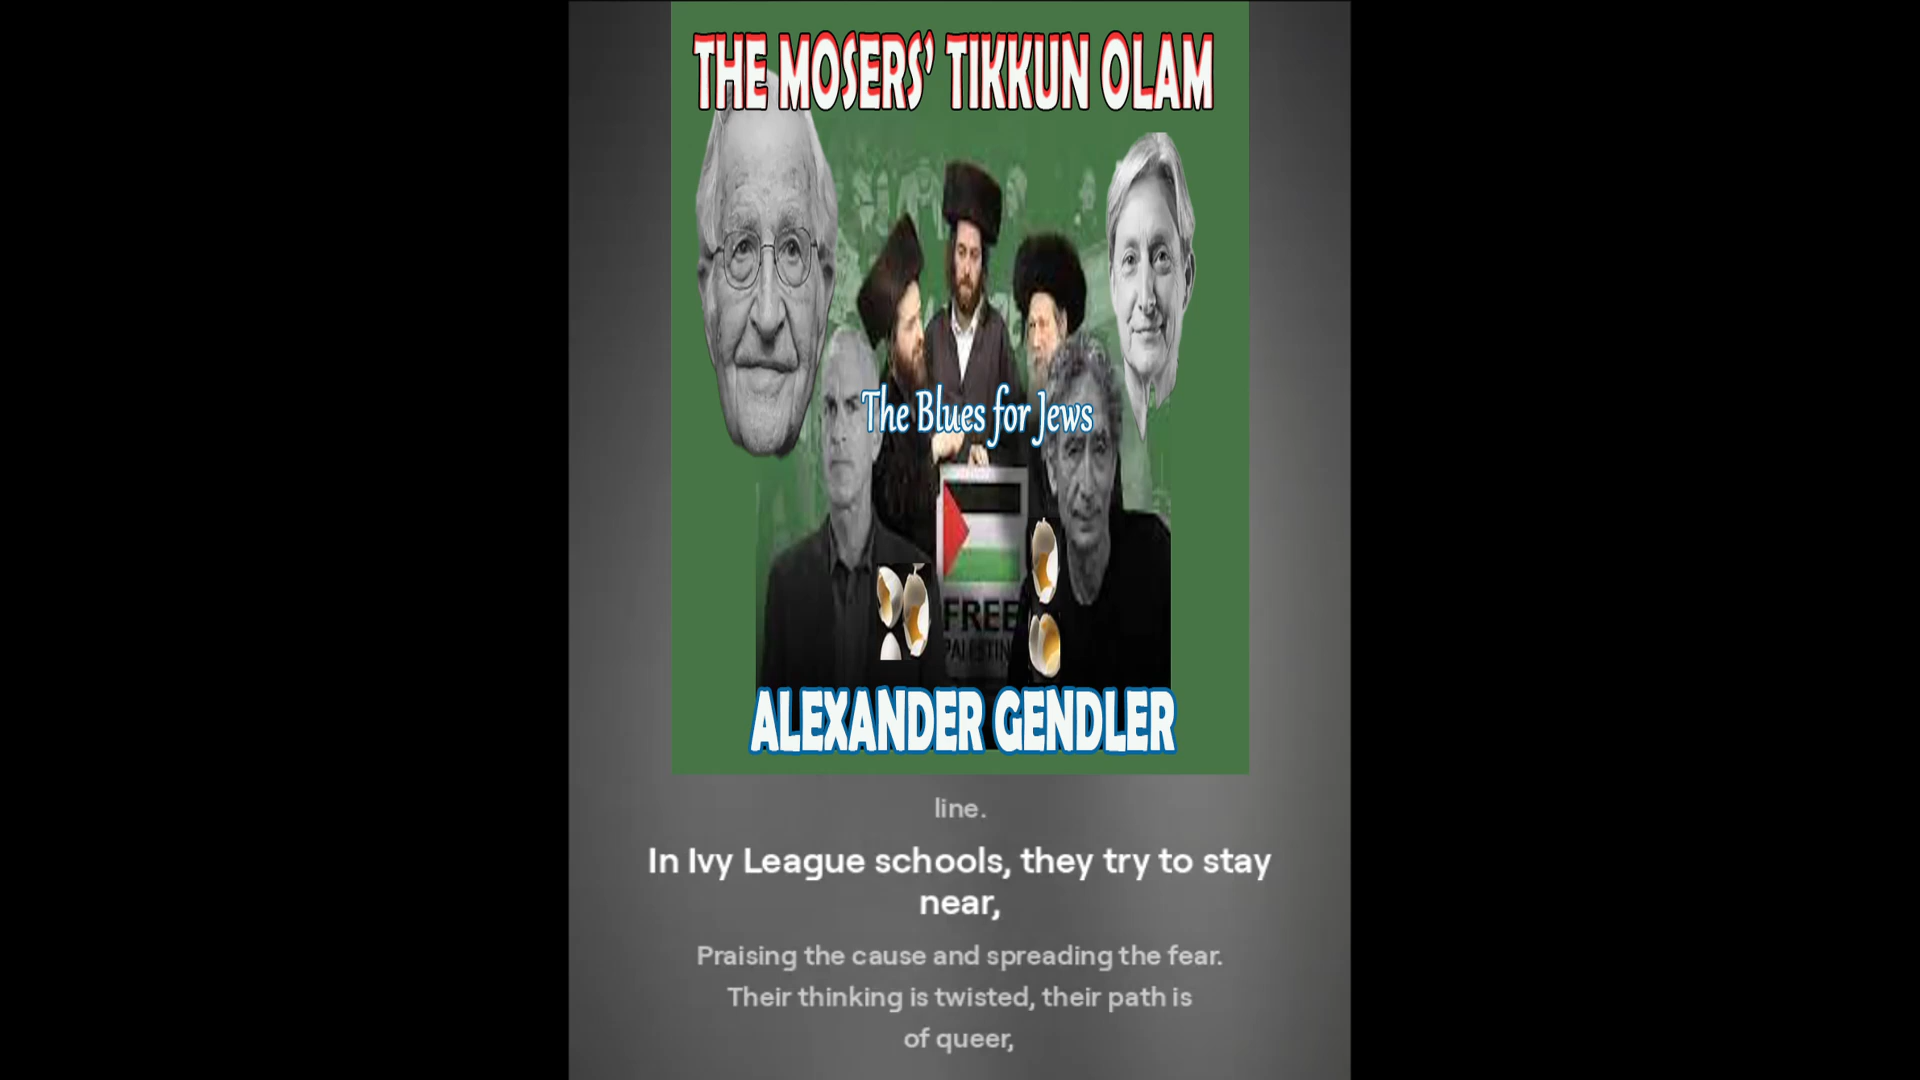 THE MOSERS' TIKKUN OLAM
The Blues for Jews
FREE
PALESTIN
ALEXANDER GENDLER
line.
In Ivy League schools, they try to stay
near,
Praising the cause and spreading the fear.
Their thinking is twisted, their path is
of queer,